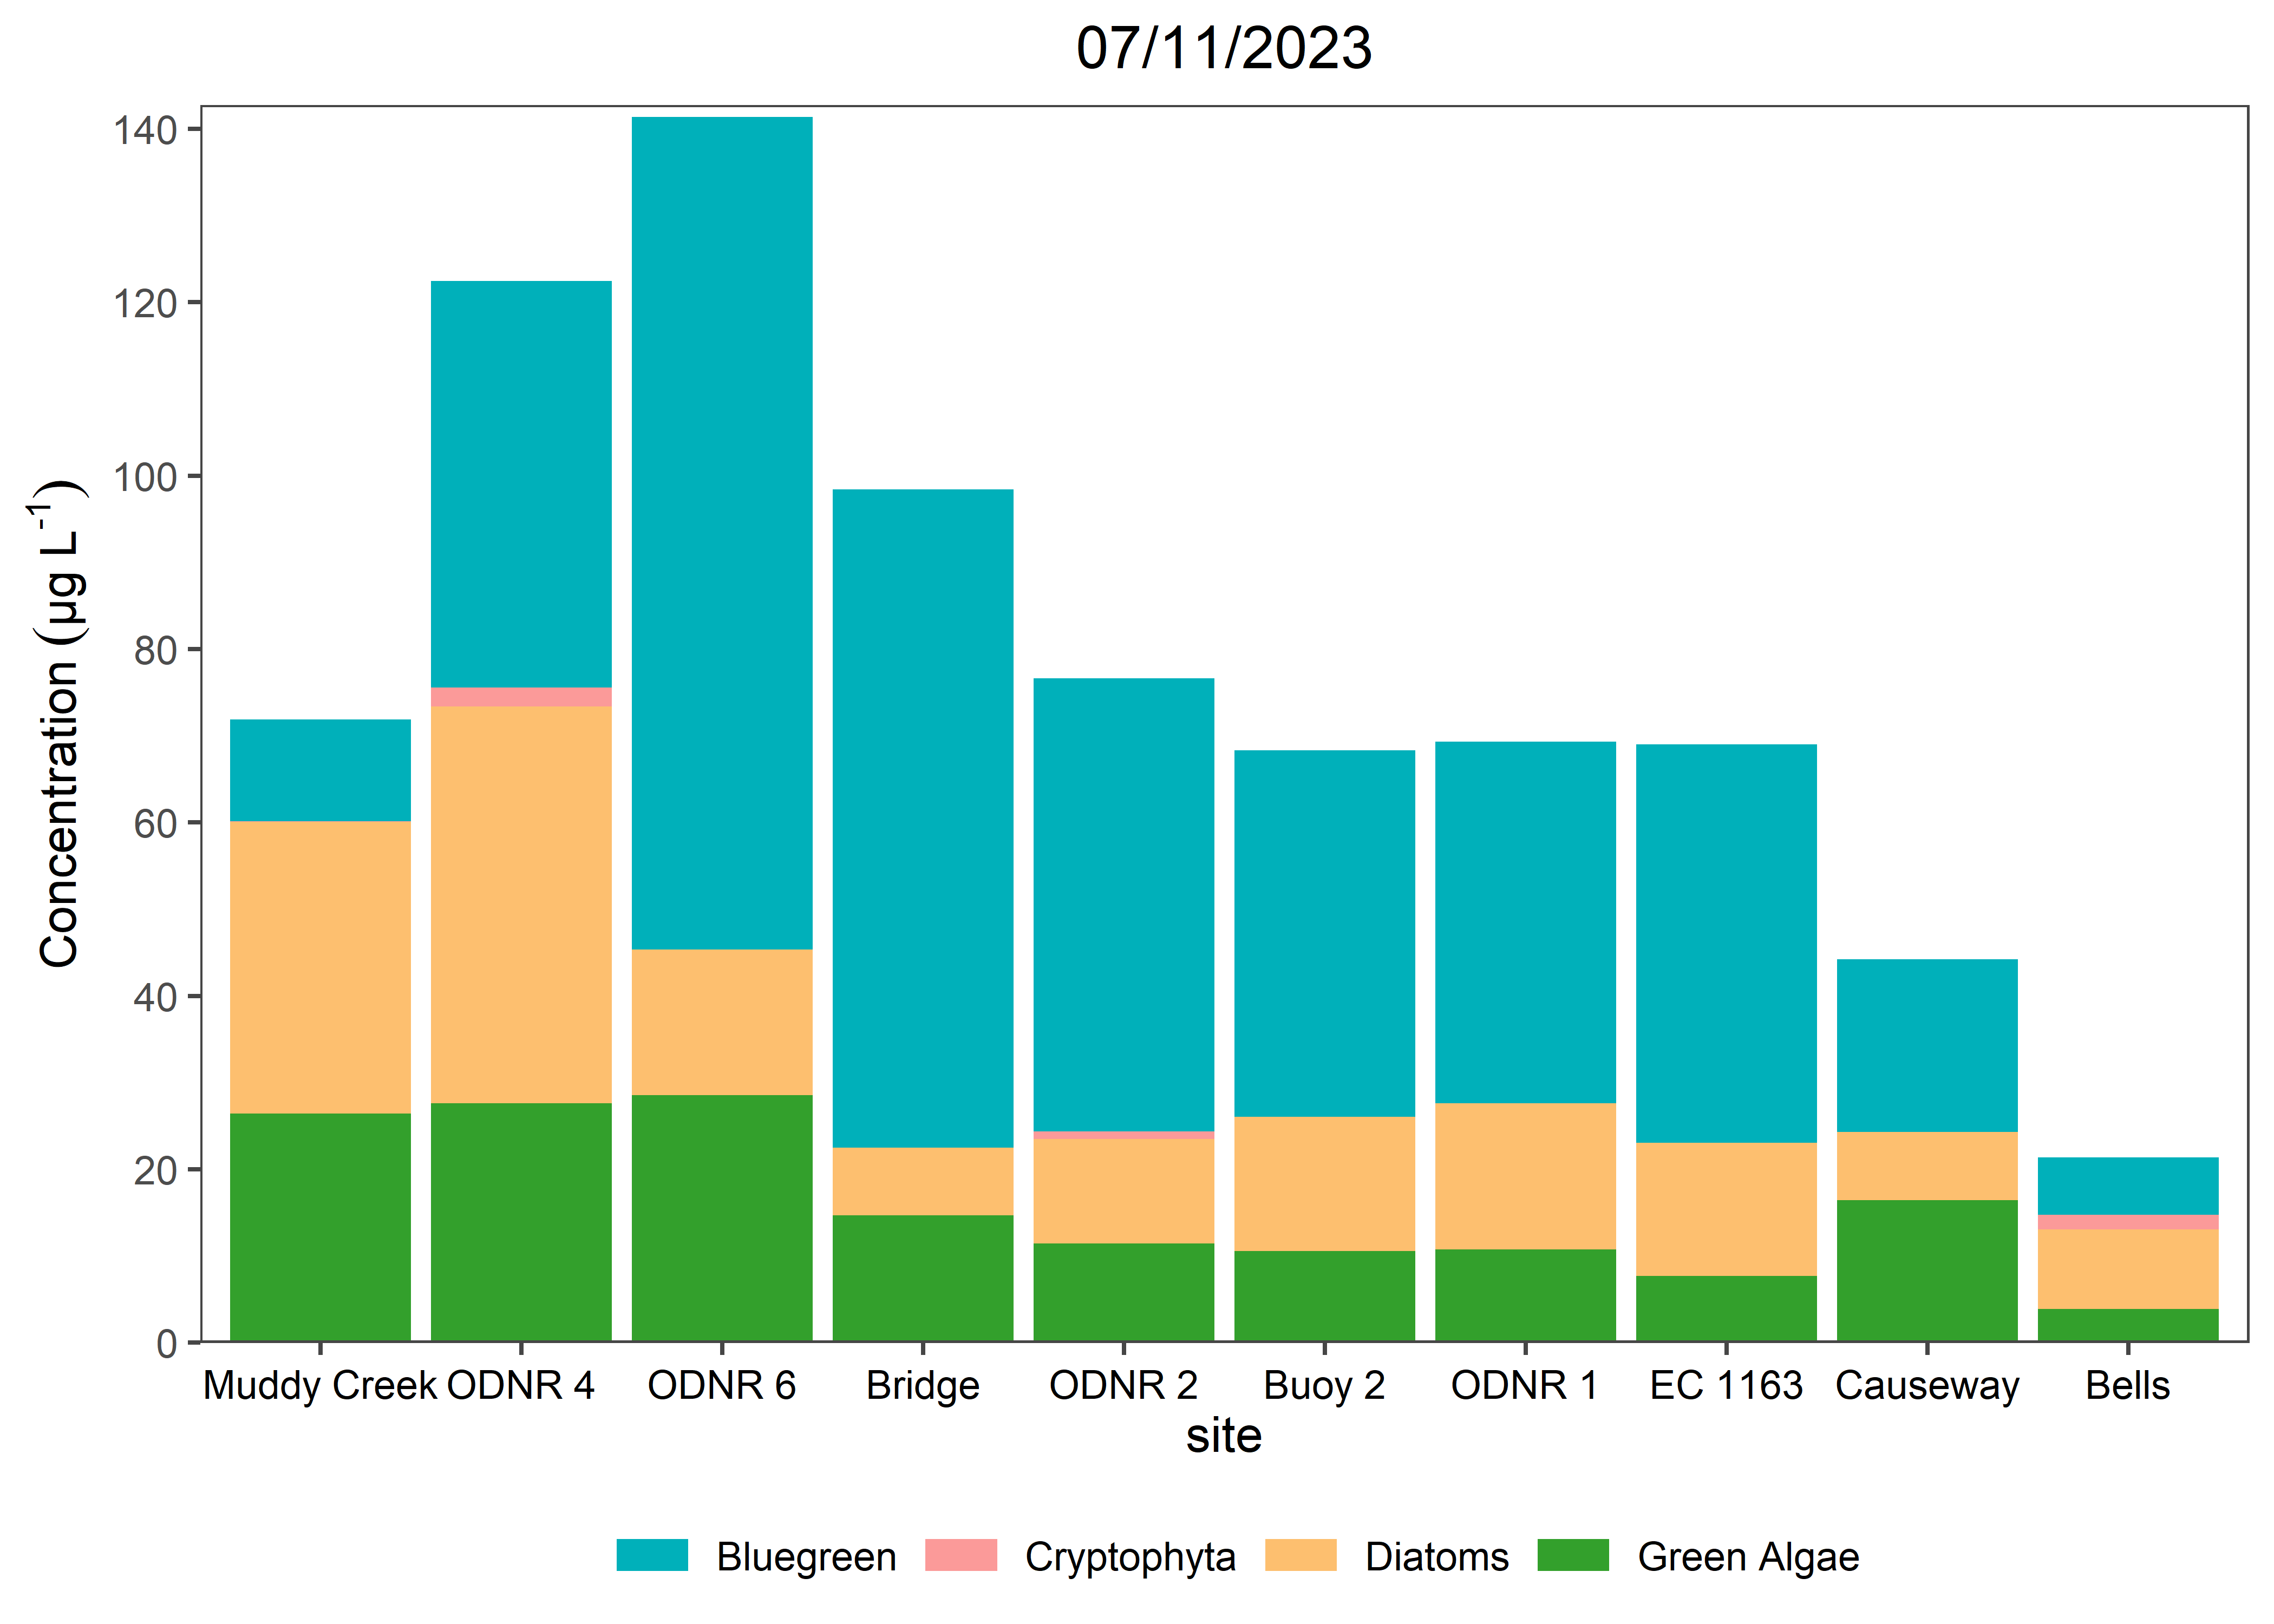 07/11/2023
Concentration (µg L⁻¹)
140
120
100
80
60
40
20
0
Muddy Creek ODNR 4 ODNR 6 Bridge ODNR 2 Buoy 2 ODNR 1 EC 1163 Causeway Bells
site
Bluegreen Cryptophyta Diatoms Green Algae